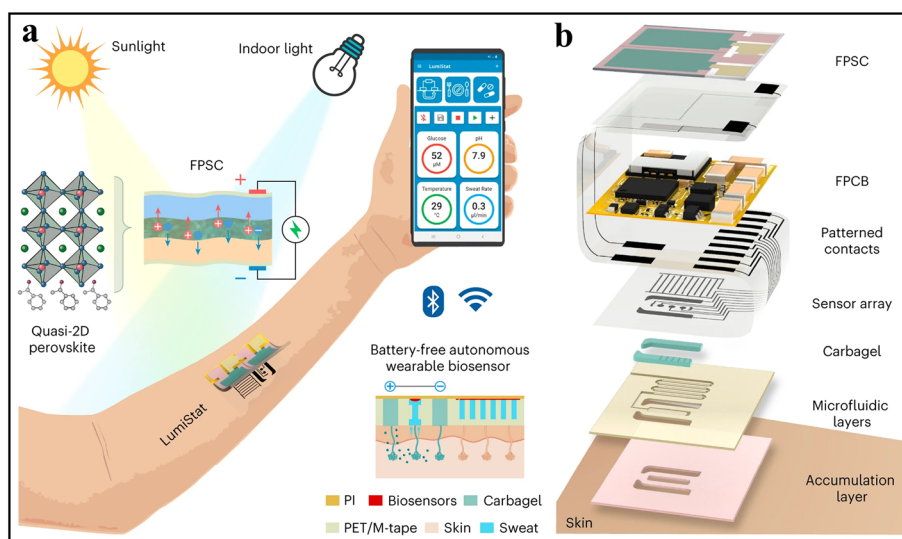 a
Sunlight
Indoor light
FPSC
+
−
Quasi-2D
perovskite
LumiStat
LumiStat
Glucose
52
µM
pH
7.9
Temperature
29
°C
Sweat Rate
0.3
µl/min
Battery-free autonomous
wearable biosensor
+
−
PI
Biosensors
Carbagel
PET/M-tape
Skin
Sweat
b
FPSC
FPCB
Patterned
contacts
Sensor array
Carbagel
Microfluidic
layers
Accumulation
layer
Skin